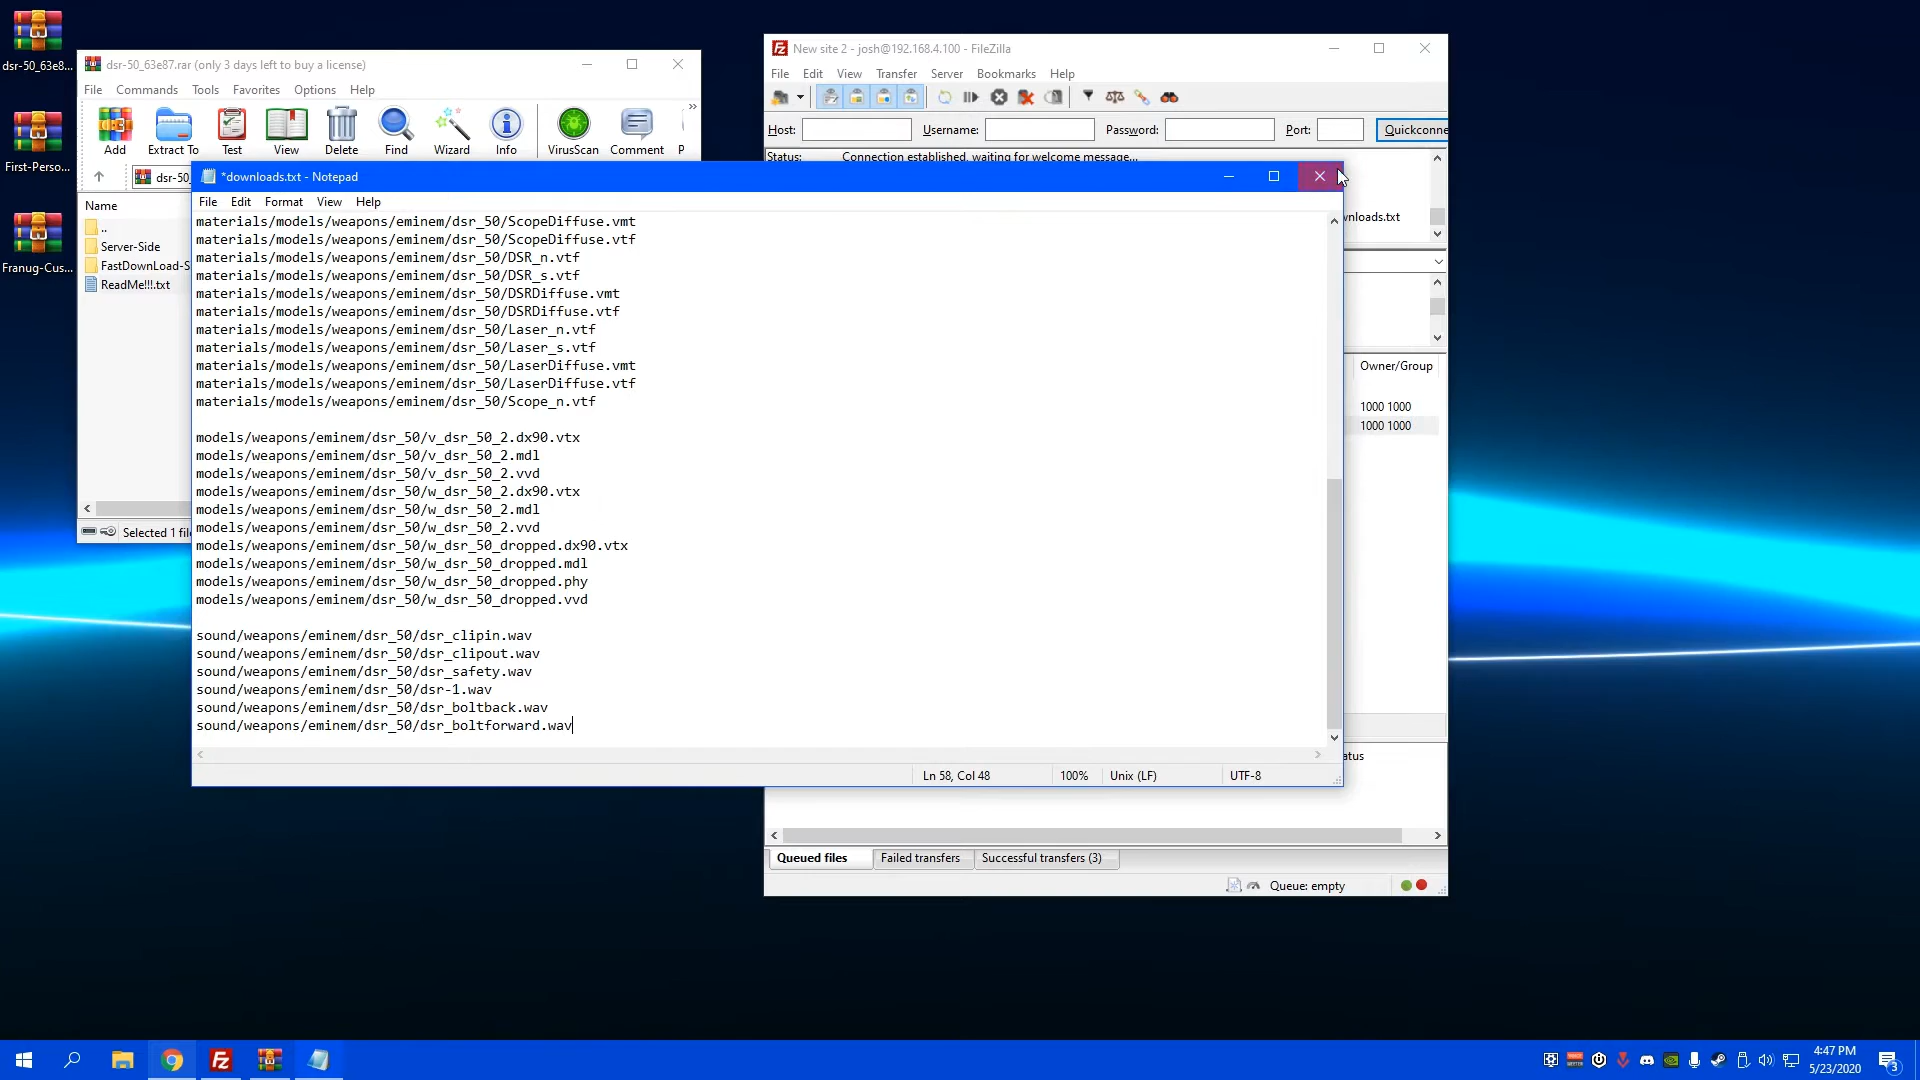 dsr-50_63e8...
First-Perso...
Franug-Cus...
dsr-50_63e87.rar (only 3 days left to buy a license)
File Commands Tools Favorites Options Help
Add Extract To Test View Delete Find Wizard Info VirusScan Comment P
dsr-50
Name
..
Server-Side
FastDownLoad-S
ReadMe!!!.txt
Selected 1 file
New site 2 - josh@192.168.4.100 - FileZilla
File Edit View Transfer Server Bookmarks Help
Host: Username: Password: Port: Quickconne
Status: Connection established, waiting for welcome message...
wnloads.txt
Owner/Group
1000 1000
1000 1000
*downloads.txt - Notepad
File Edit Format View Help
materials/models/weapons/eminem/dsr_50/ScopeDiffuse.vmt
materials/models/weapons/eminem/dsr_50/ScopeDiffuse.vtf
materials/models/weapons/eminem/dsr_50/DSR_n.vtf
materials/models/weapons/eminem/dsr_50/DSR_s.vtf
materials/models/weapons/eminem/dsr_50/DSRDiffuse.vmt
materials/models/weapons/eminem/dsr_50/DSRDiffuse.vtf
materials/models/weapons/eminem/dsr_50/Laser_n.vtf
materials/models/weapons/eminem/dsr_50/Laser_s.vtf
materials/models/weapons/eminem/dsr_50/LaserDiffuse.vmt
materials/models/weapons/eminem/dsr_50/LaserDiffuse.vtf
materials/models/weapons/eminem/dsr_50/Scope_n.vtf
models/weapons/eminem/dsr_50/v_dsr_50_2.dx90.vtx
models/weapons/eminem/dsr_50/v_dsr_50_2.mdl
models/weapons/eminem/dsr_50/v_dsr_50_2.vvd
models/weapons/eminem/dsr_50/w_dsr_50_2.dx90.vtx
models/weapons/eminem/dsr_50/w_dsr_50_2.mdl
models/weapons/eminem/dsr_50/w_dsr_50_2.vvd
models/weapons/eminem/dsr_50/w_dsr_50_dropped.dx90.vtx
models/weapons/eminem/dsr_50/w_dsr_50_dropped.mdl
models/weapons/eminem/dsr_50/w_dsr_50_dropped.phy
models/weapons/eminem/dsr_50/w_dsr_50_dropped.vvd
sound/weapons/eminem/dsr_50/dsr_clipin.wav
sound/weapons/eminem/dsr_50/dsr_clipout.wav
sound/weapons/eminem/dsr_50/dsr_safety.wav
sound/weapons/eminem/dsr_50/dsr-1.wav
sound/weapons/eminem/dsr_50/dsr_boltback.wav
sound/weapons/eminem/dsr_50/dsr_boltforward.wav
Ln 58, Col 48 100% Unix (LF) UTF-8
atus
Queued files Failed transfers Successful transfers (3)
Queue: empty
4:47 PM
5/23/2020
3